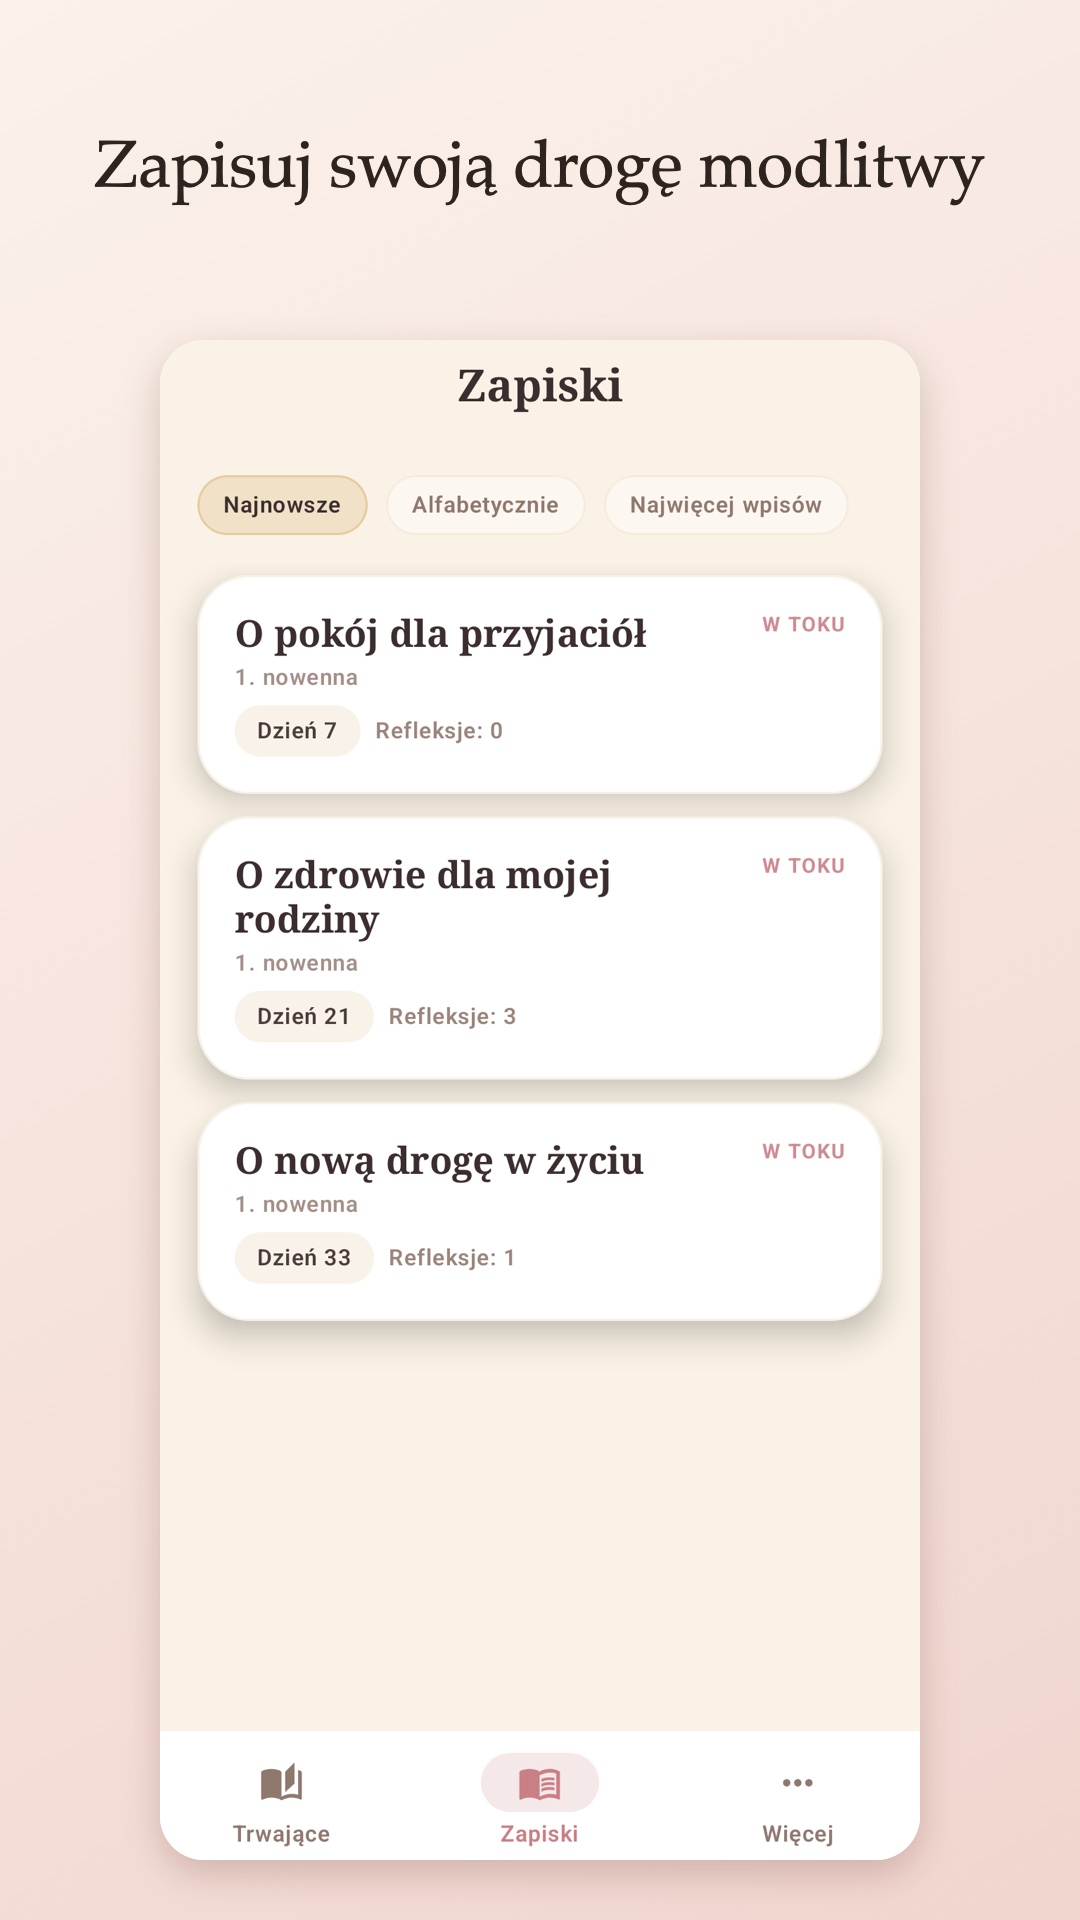 Zapisuj swoją drogę modlitwy
Zapiski
Najnowsze
Alfabetycznie
Najwięcej wpisów
O pokój dla przyjaciół
W TOKU
1. nowenna
Dzień 7
Refleksje: 0
O zdrowie dla mojej
rodziny
W TOKU
1. nowenna
Dzień 21
Refleksje: 3
O nową drogę w życiu
W TOKU
1. nowenna
Dzień 33
Refleksje: 1
Trwające
Zapiski
Więcej